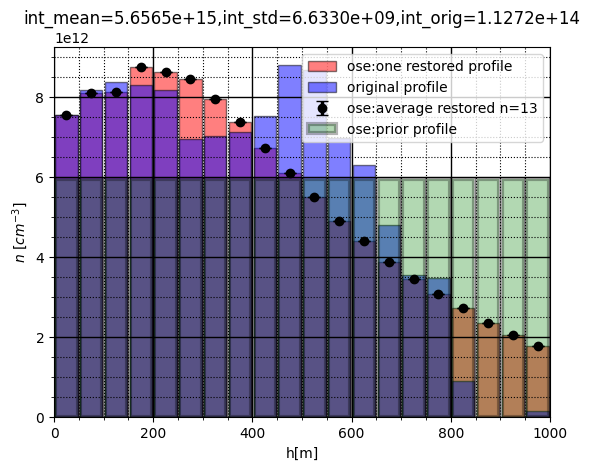 int_mean=5.6565e+15,int_std=6.6330e+09,int_orig=1.1272e+14
1e12
ose:one restored profile
original profile
ose:average restored n=13
ose:prior profile
8
6
4
2
0
n [cm⁻³]
0 200 400 600 800 1000
h[m]